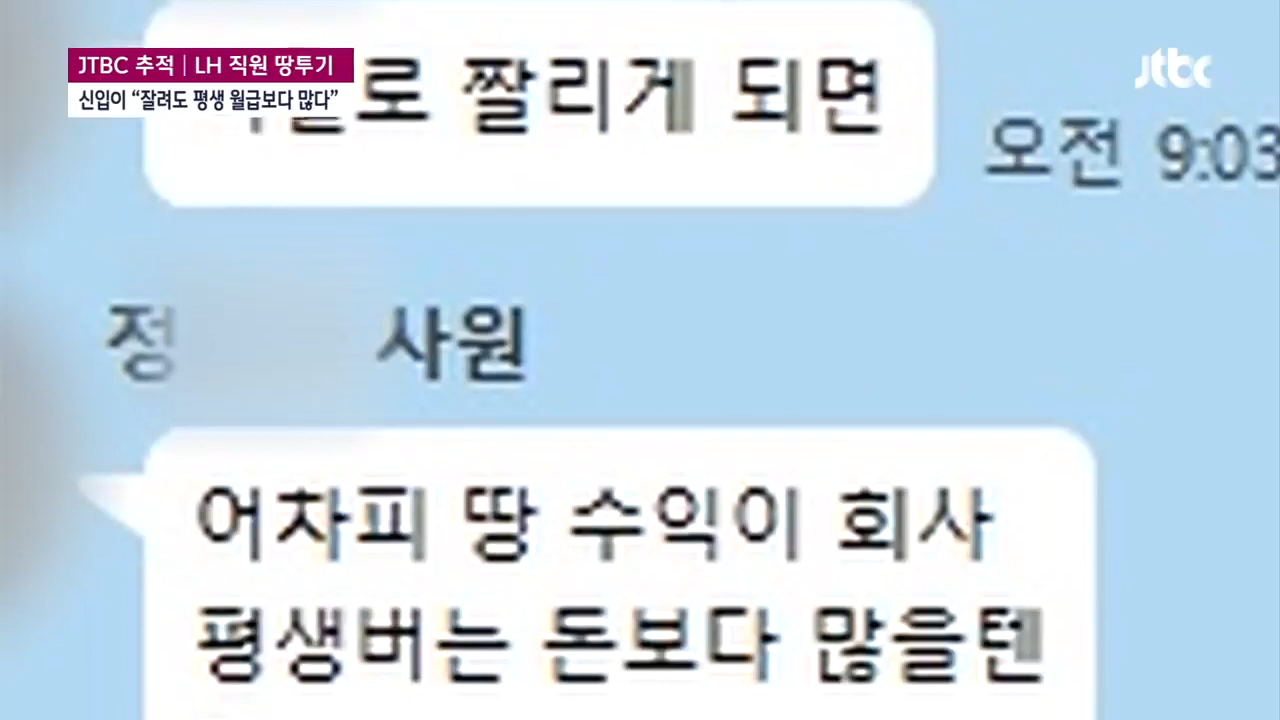 JTBC 추적 | LH 직원 땅투기
jtbc
신입이 “잘려도 평생 월급보다 많다”
로 짤리게 되면
오전 9:03
정 사원
어차피 땅 수익이 회사
평생버는 돈보다 많을텐